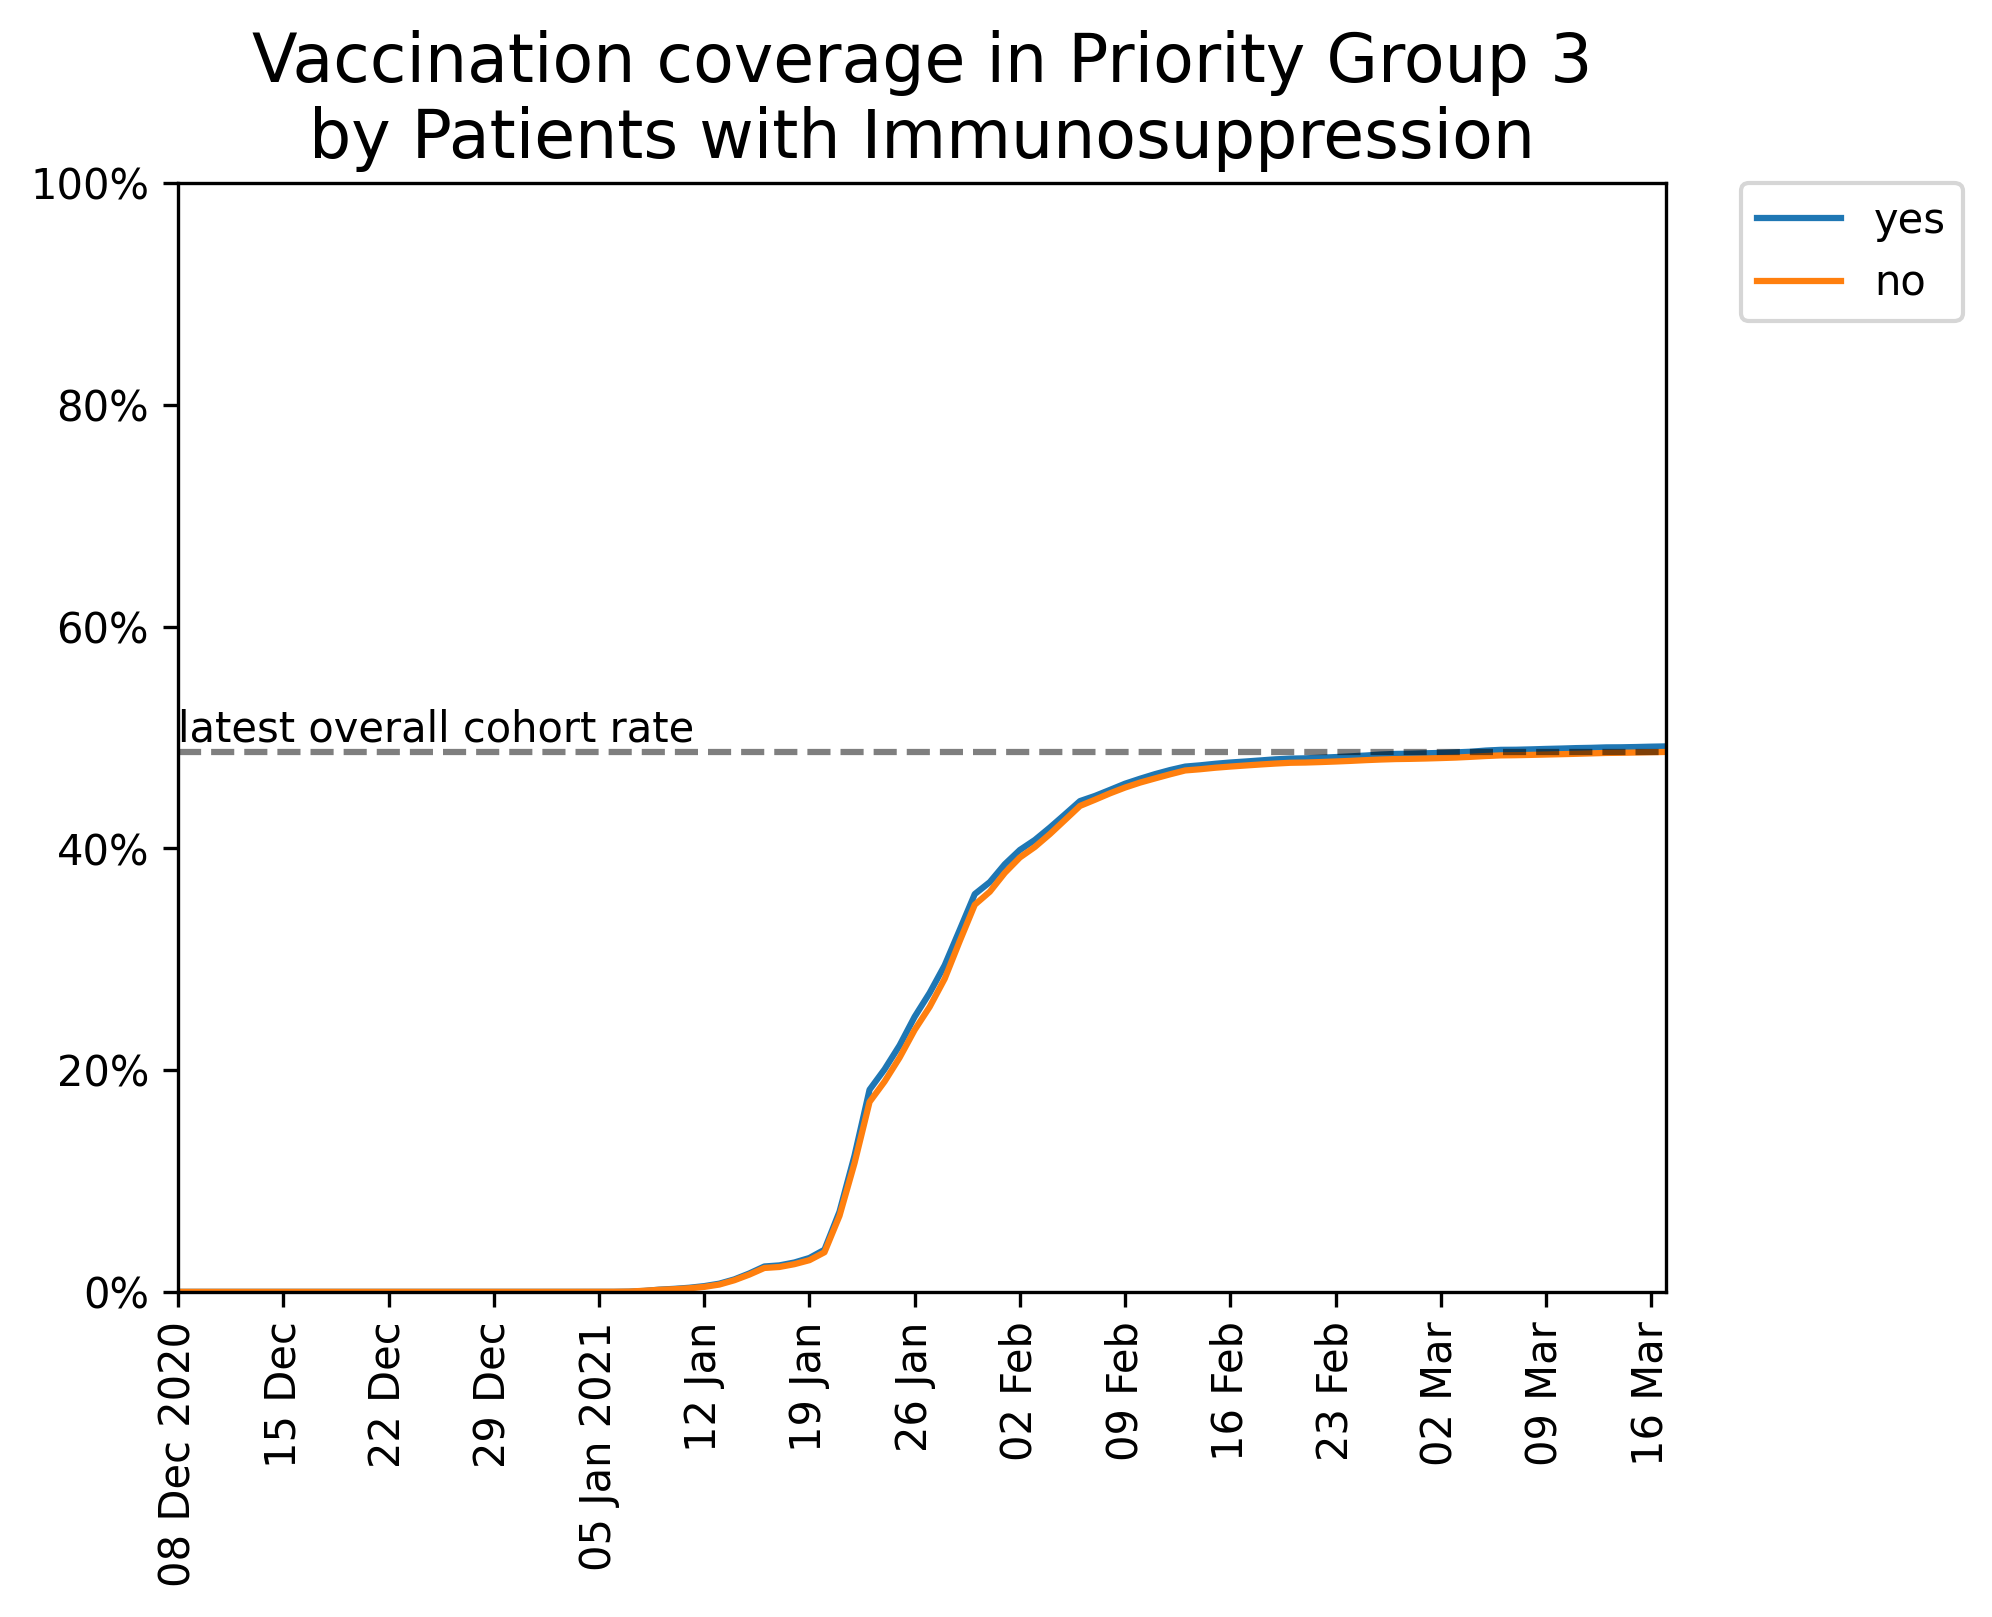 Vaccination coverage in Priority Group 3
by Patients with Immunosuppression
100%
80%
60%
40%
20%
0%
latest overall cohort rate
yes
no
08 Dec 2020
15 Dec
22 Dec
29 Dec
05 Jan 2021
12 Jan
19 Jan
26 Jan
02 Feb
09 Feb
16 Feb
23 Feb
02 Mar
09 Mar
16 Mar